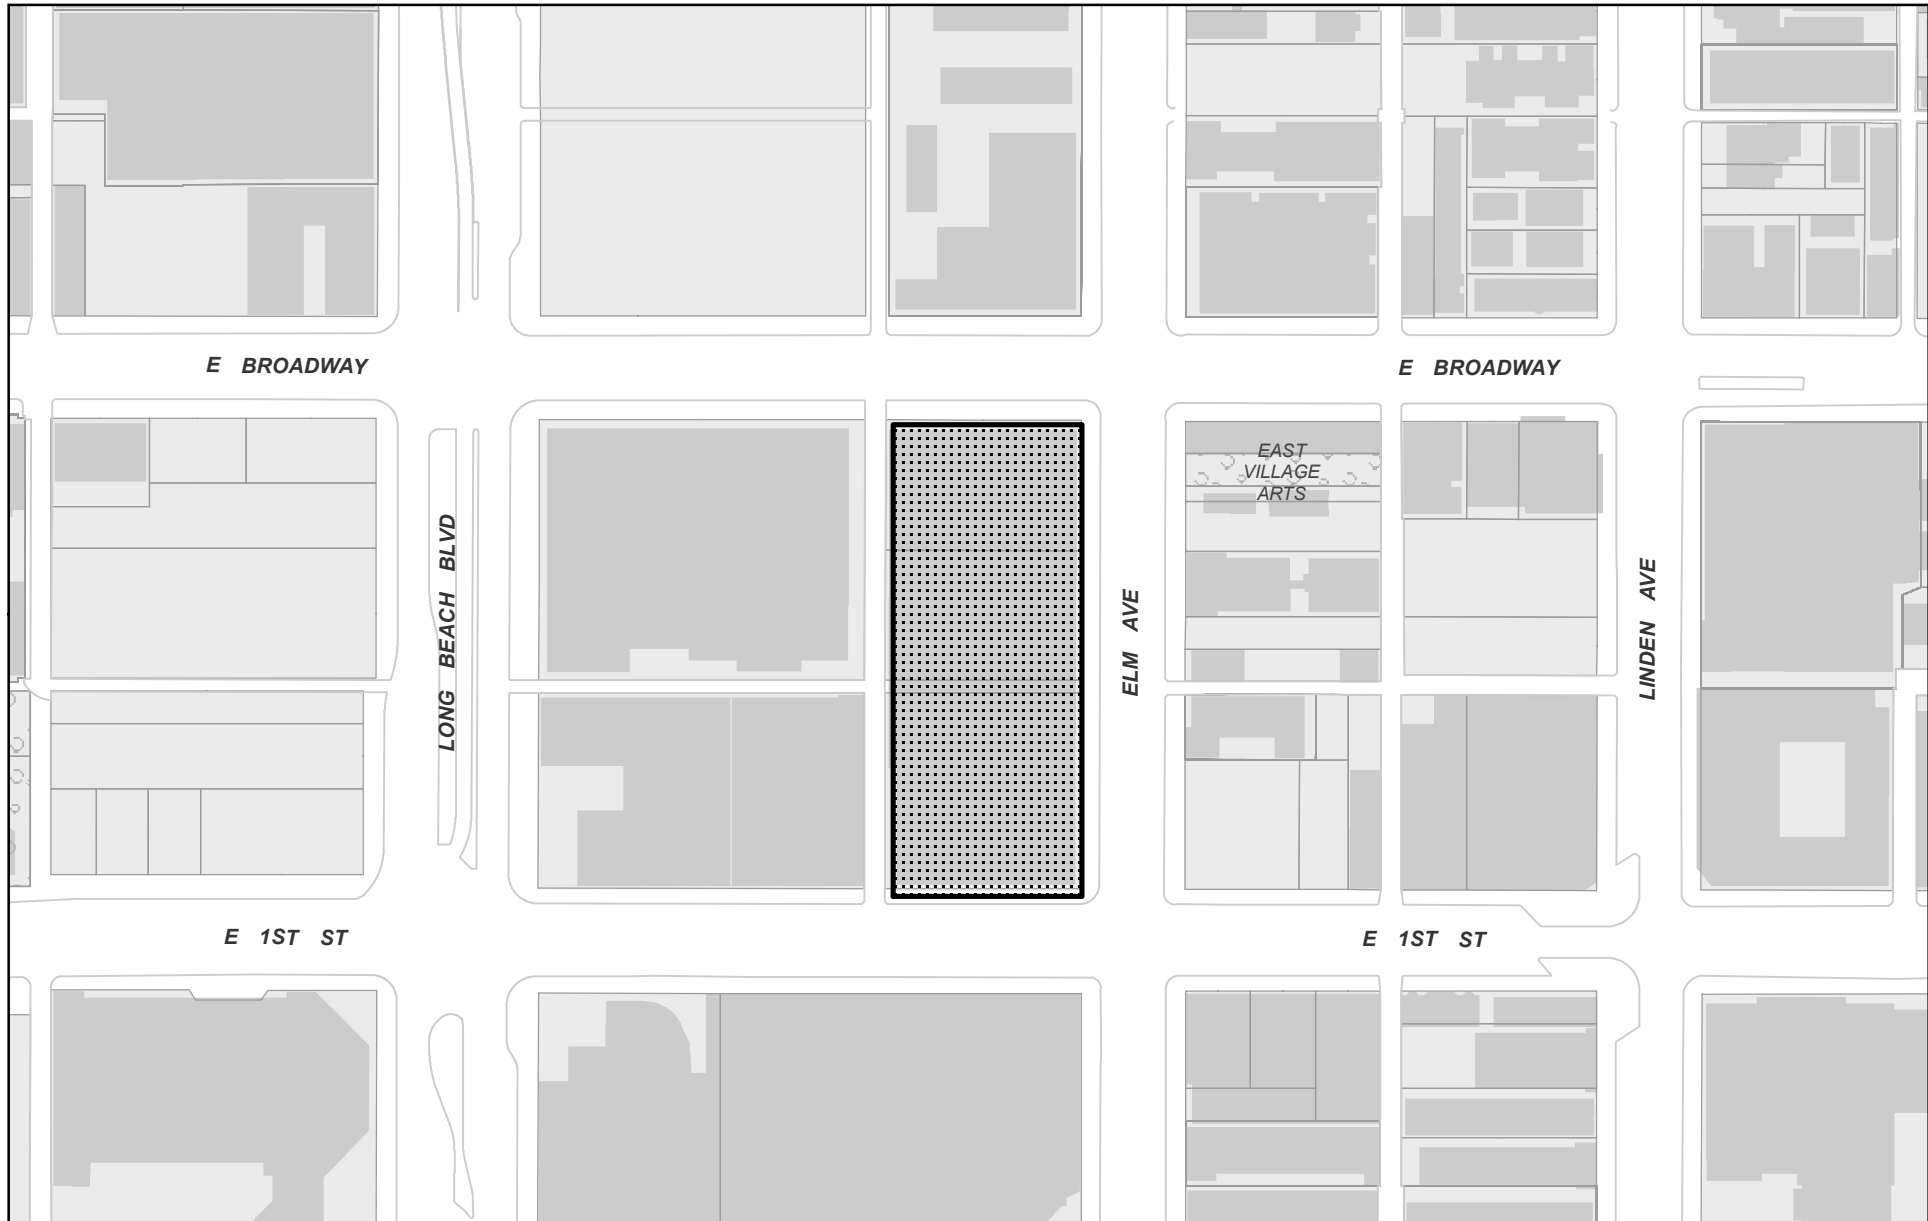 E BROADWAY
E BROADWAY
EAST
VILLAGE
ARTS
LONG BEACH BLVD
ELM AVE
LINDEN AVE
E 1ST ST
E 1ST ST